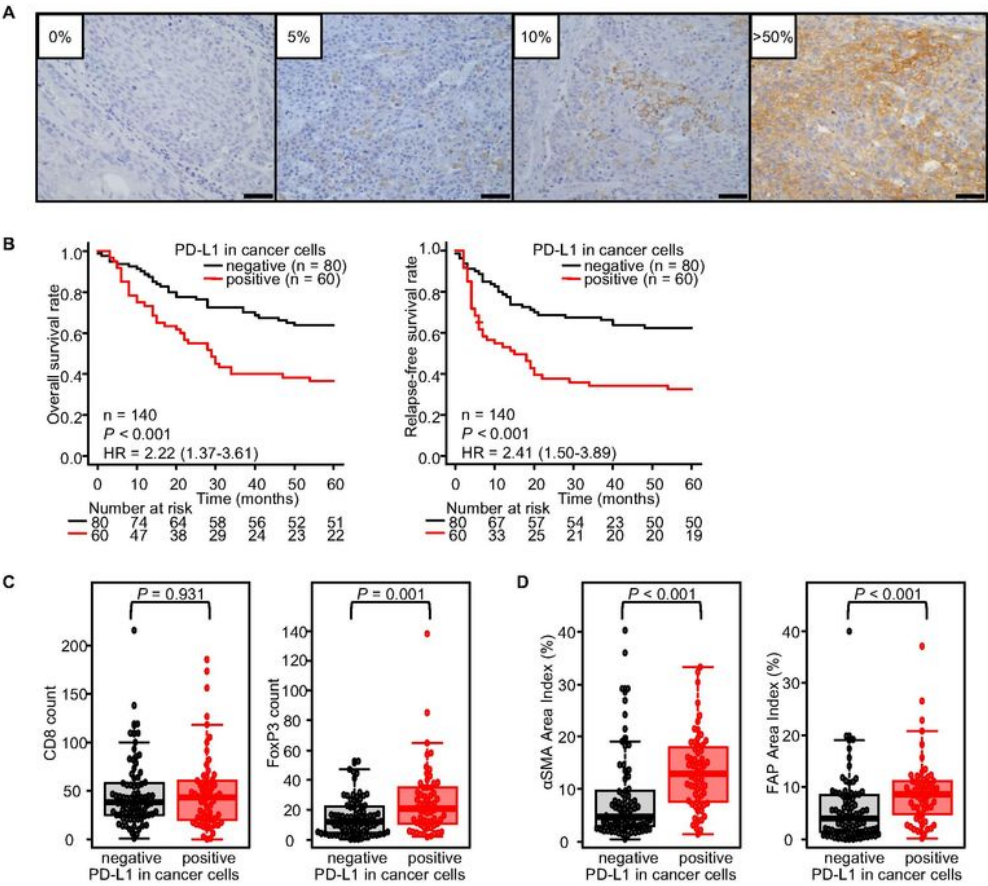 A
0%
5%
10%
>50%
B
PD-L1 in cancer cells
negative (n = 80)
positive (n = 60)
Overall survival rate
1.0
0.8
0.6
0.4
0.2
0.0
n = 140
P < 0.001
HR = 2.22 (1.37-3.61)
0 10 20 30 40 50 60
Time (months)
Number at risk
80 74 64 58 56 52 51
60 47 38 29 24 23 22
PD-L1 in cancer cells
negative (n = 80)
positive (n = 60)
Relapse-free survival rate
1.0
0.8
0.6
0.4
0.2
0.0
n = 140
P < 0.001
HR = 2.41 (1.50-3.89)
0 10 20 30 40 50 60
Time (months)
Number at risk
80 67 57 54 23 50 50
60 33 25 21 20 20 19
C
P = 0.931
CD8 count
200
150
100
50
0
negative positive
PD-L1 in cancer cells
P = 0.001
FoxP3 count
140
120
100
80
60
40
20
0
negative positive
PD-L1 in cancer cells
D
P < 0.001
αSMA Area Index (%)
40
30
20
10
0
negative positive
PD-L1 in cancer cells
P < 0.001
FAP Area Index (%)
40
30
20
10
0
negative positive
PD-L1 in cancer cells